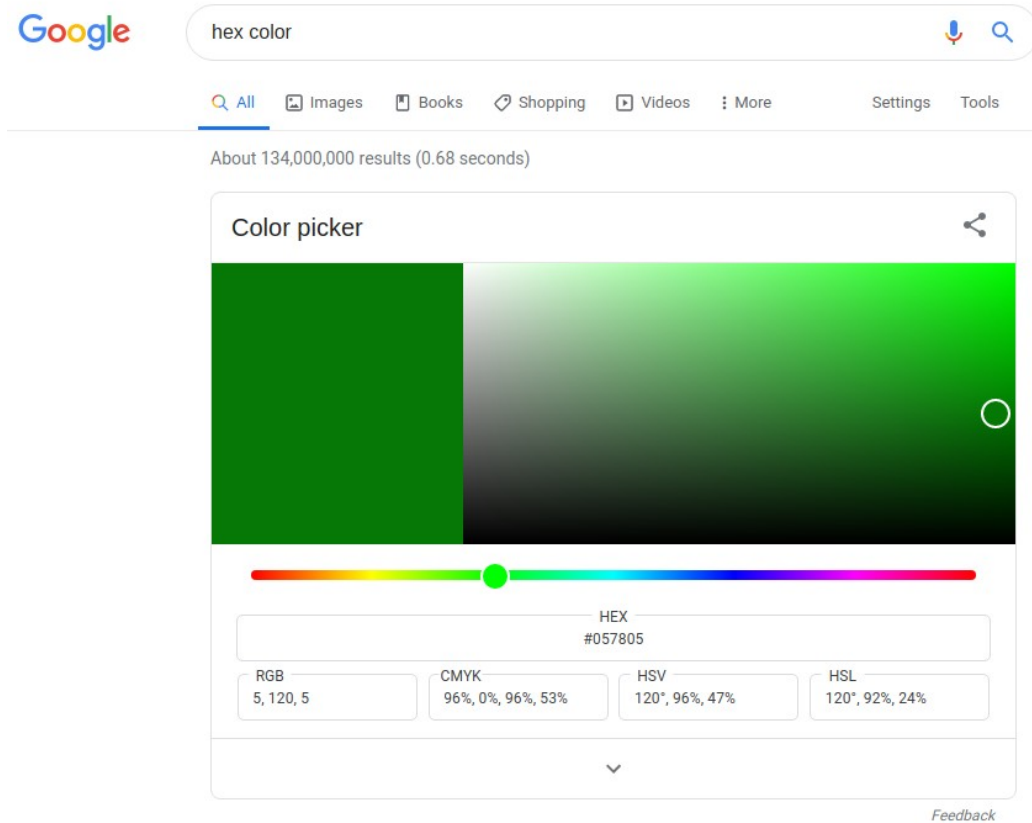 Google
hex color
All Images Books Shopping Videos More Settings Tools
About 134,000,000 results (0.68 seconds)
Color picker
HEX
#057805
RGB CMYK HSV HSL
5, 120, 5 96%, 0%, 96%, 53% 120°, 96%, 47% 120°, 92%, 24%
Feedback